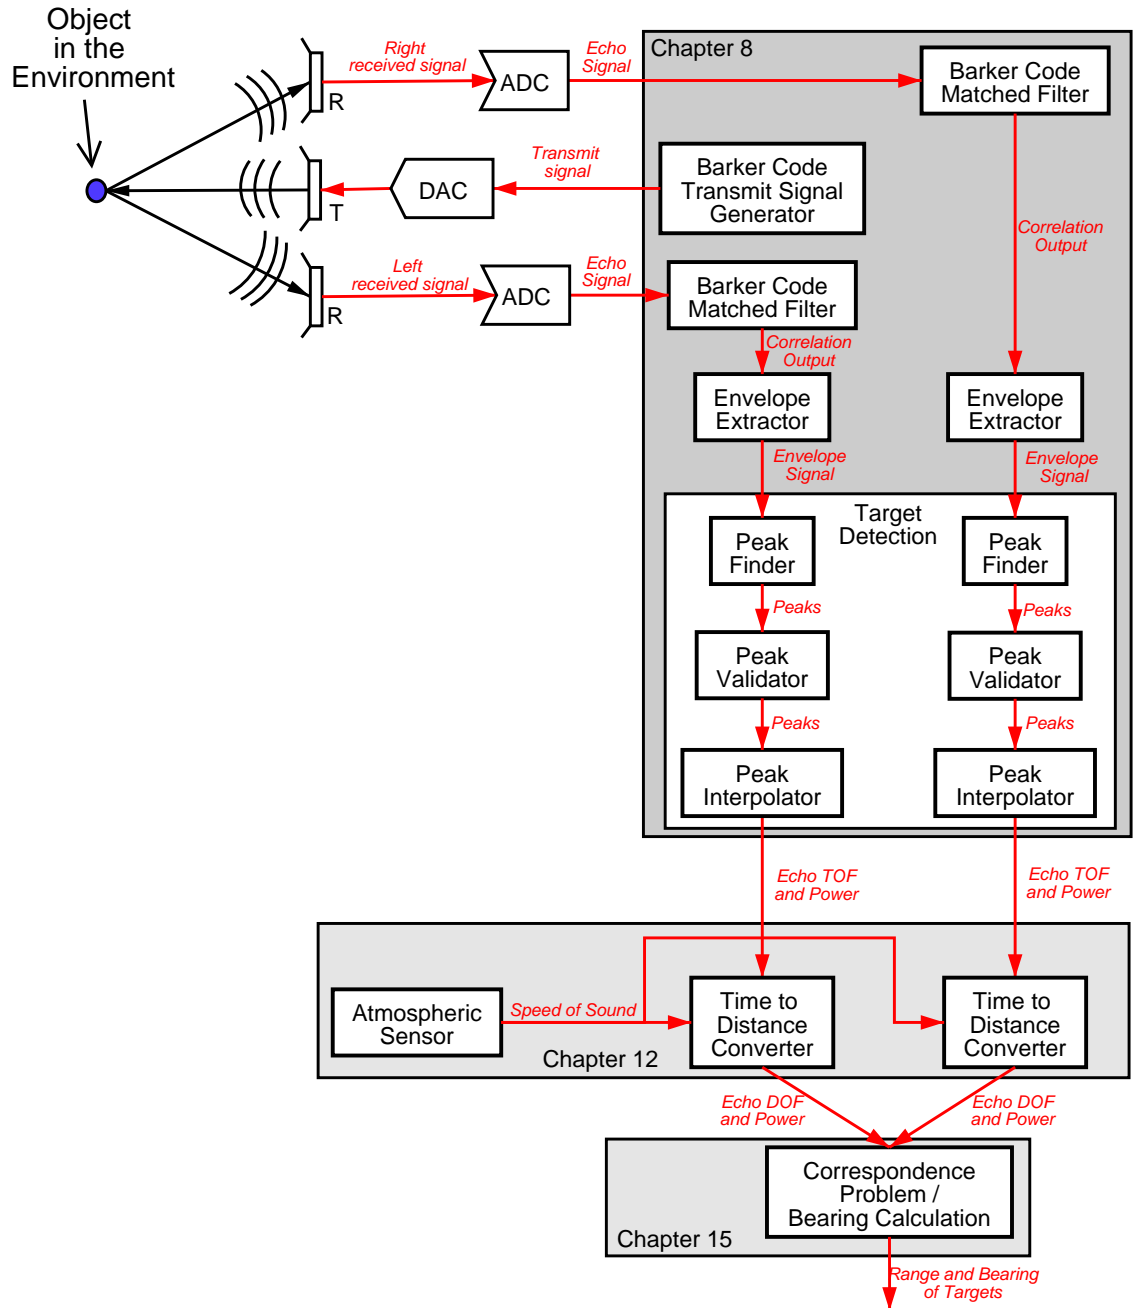 Object
in the
Environment
Right
received signal
ADC
Echo
Signal
Chapter 8
Barker Code
Matched Filter
R
Transmit
signal
DAC
T
Barker Code
Transmit Signal
Generator
Correlation
Output
Left
received signal
ADC
Echo
Signal
Barker Code
Matched Filter
R
Correlation
Output
Envelope
Extractor
Envelope
Extractor
Envelope
Signal
Envelope
Signal
Target
Detection
Peak
Finder
Peak
Finder
Peaks
Peaks
Peak
Validator
Peak
Validator
Peaks
Peaks
Peak
Interpolator
Peak
Interpolator
Echo TOF
and Power
Echo TOF
and Power
Atmospheric
Sensor
Speed of Sound
Time to
Distance
Converter
Time to
Distance
Converter
Chapter 12
Echo DOF
and Power
Echo DOF
and Power
Correspondence
Problem /
Bearing Calculation
Chapter 15
Range and Bearing
of Targets